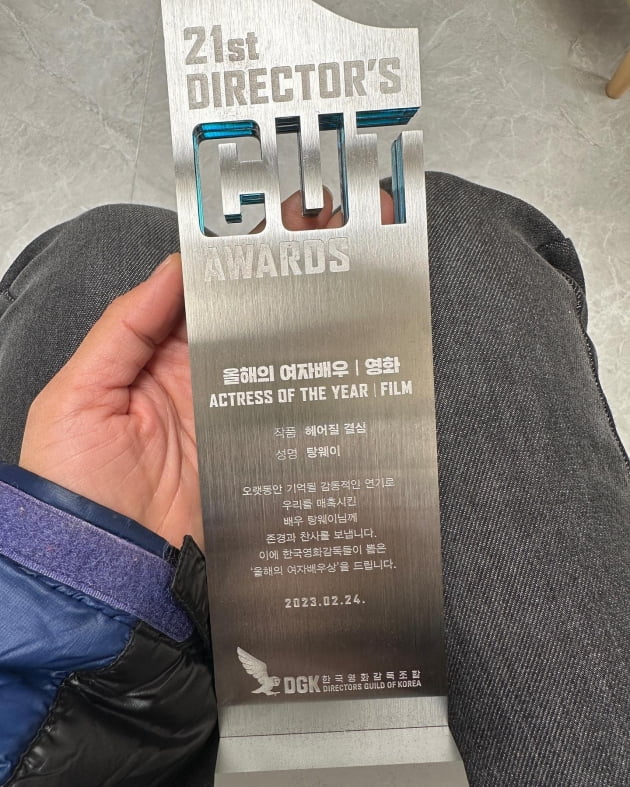 21st
DIRECTOR'S
CUT
AWARDS
올해의 여자배우 | 영화
ACTRESS OF THE YEAR | FILM
작품 헤어질 결심
성명 탕웨이
오랫동안 기억될 감동적인 연기로
우리를 매혹시킨
배우 탕웨이님께
존경과 찬사를 보냅니다.
이에 한국영화감독들이 뽑은
'올해의 여자배우상'을 드립니다.
2023.02.24.
DGK 한국영화감독조합
DIRECTORS GUILD OF KOREA